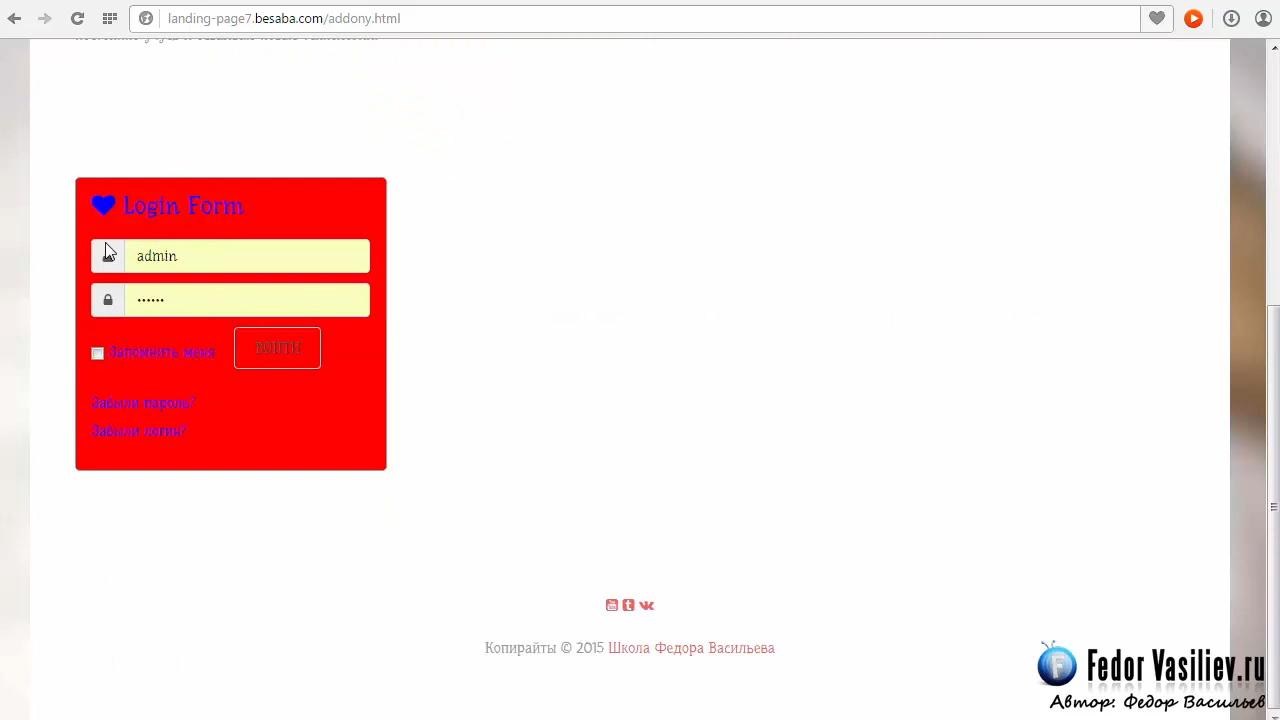 landing-page7.besaba.com/addony.html
Login Form
admin
••••••
Запомнить меня
ВОЙТИ
Забыли пароль?
Забыли логин?
Копирайты © 2015 Школа Федора Васильева
Fedor Vasiliev.ru
Автор: Федор Васильев